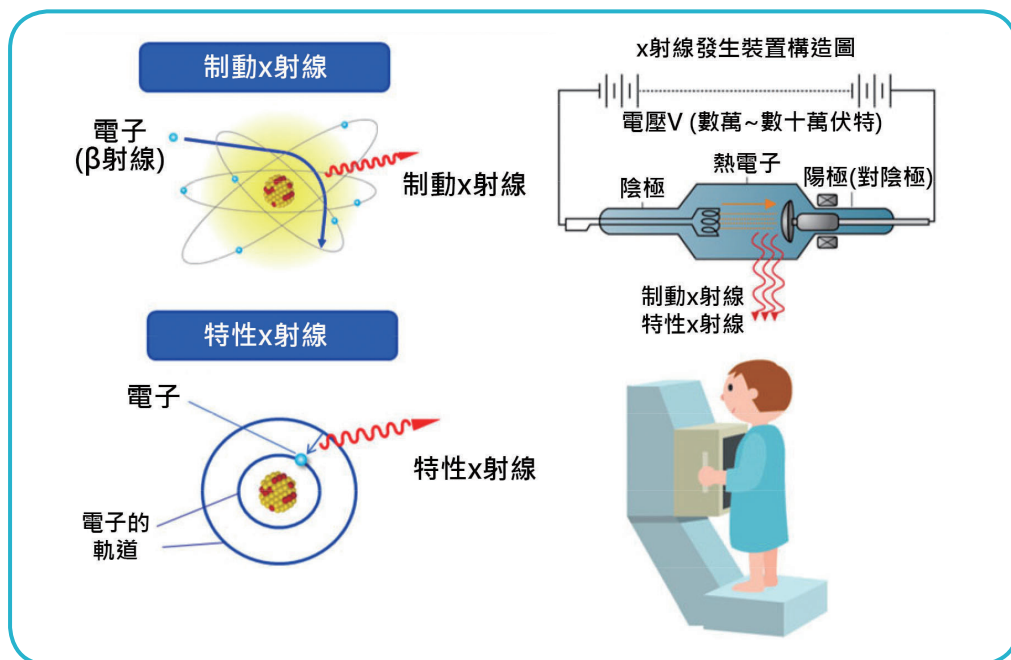 制動x射線
電子
(β射線)
制動x射線
特性x射線
電子
特性x射線
電子的
軌道
x射線發生裝置構造圖
電壓V (數萬~數十萬伏特)
熱電子
陰極
陽極(對陰極)
制動x射線
特性x射線